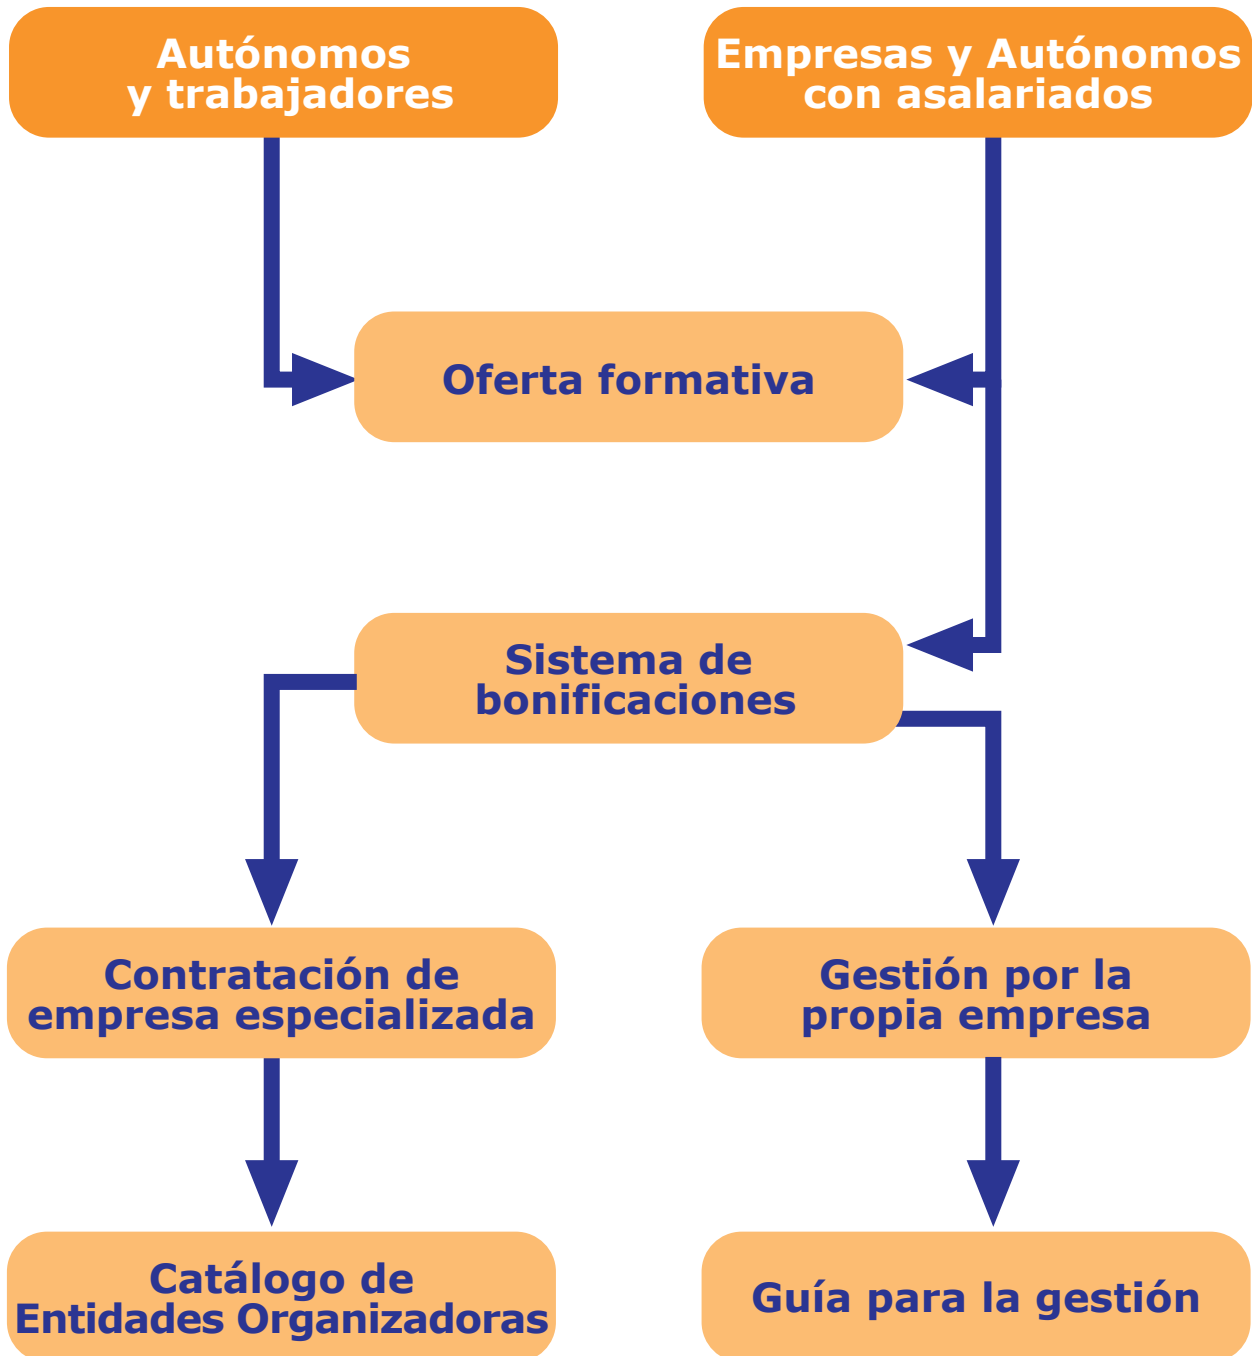 Autónomos
y trabajadores
Empresas y Autónomos
con asalariados
Oferta formativa
Sistema de
bonificaciones
Contratación de
empresa especializada
Gestión por la
propia empresa
Catálogo de
Entidades Organizadoras
Guía para la gestión